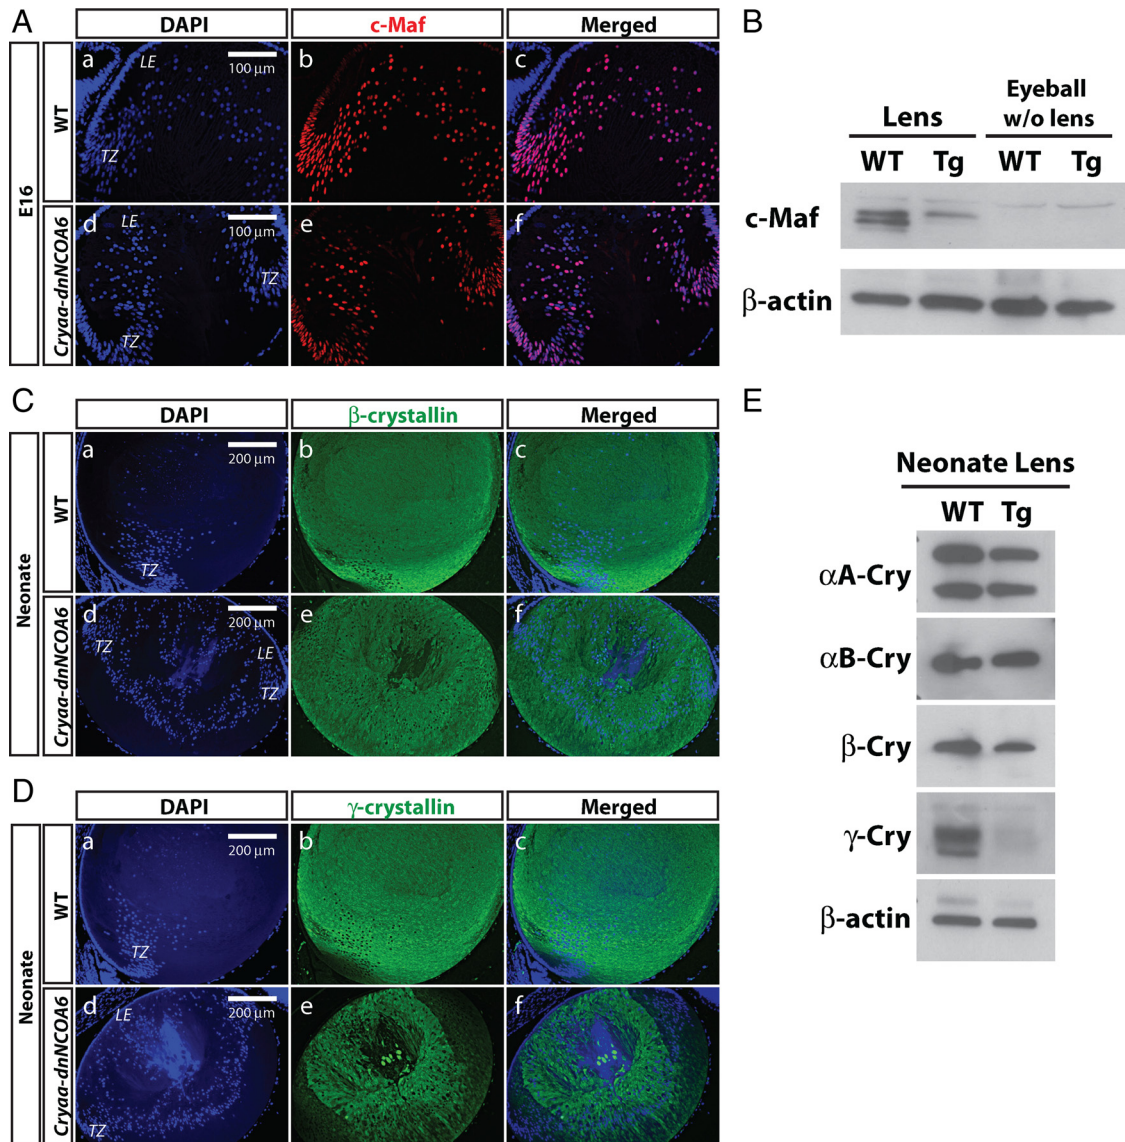 A
DAPI
c-Maf
Merged
E16
WT
a
LE
100 µm
TZ
b
c
Cryaa-dnNCOA6
d
LE
100 µm
TZ
TZ
e
f
B
Lens
Eyeball
w/o lens
WT Tg WT Tg
c-Maf
β-actin
C
DAPI
β-crystallin
Merged
Neonate
WT
a
200 µm
TZ
b
c
Cryaa-dnNCOA6
d
200 µm
TZ
LE
TZ
e
f
D
DAPI
γ-crystallin
Merged
Neonate
WT
a
200 µm
TZ
b
c
Cryaa-dnNCOA6
d
200 µm
LE
TZ
e
f
E
Neonate Lens
WT Tg
αA-Cry
αB-Cry
β-Cry
γ-Cry
β-actin